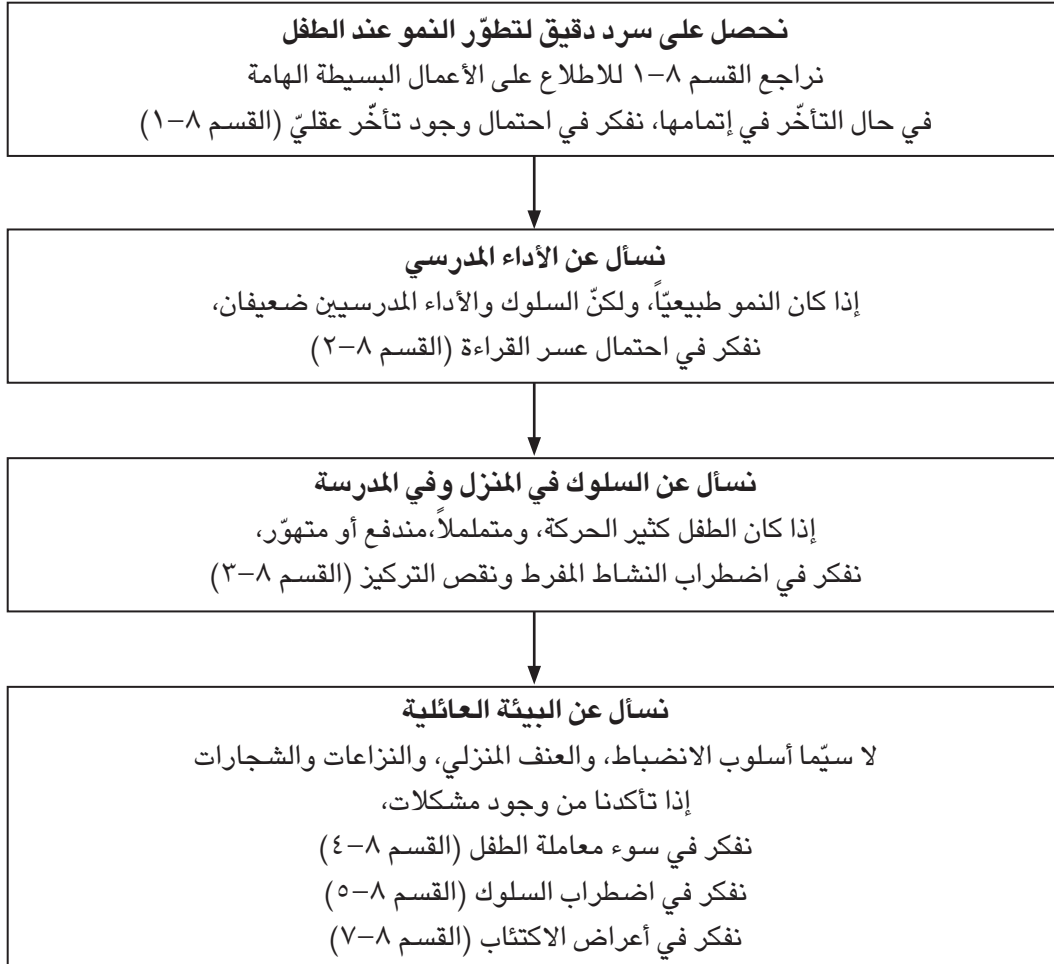 نحصل على سرد دقيق لتطوّر النمو عند الطفل
نراجع القسم ٨–١ للاطلاع على الأعمال البسيطة الهامة
في حال التأخّر في إتمامها، نفكر في احتمال وجود تأخّر عقليّ (القسم ٨–١)
نسأل عن الأداء المدرسي
إذا كان النمو طبيعيّاً، ولكنّ السلوك والأداء المدرسيين ضعيفان،
نفكر في احتمال عسر القراءة (القسم ٨–٢)
نسأل عن السلوك في المنزل وفي المدرسة
إذا كان الطفل كثير الحركة، ومتململاً،مندفع أو متهوّر،
نفكر في اضطراب النشاط المفرط ونقص التركيز (القسم ٨–٣)
نسأل عن البيئة العائلية
لا سيّما أسلوب الانضباط، والعنف المنزلي، والنزاعات والشجارات
إذا تأكدنا من وجود مشكلات،
نفكر في سوء معاملة الطفل (القسم ٨–٤)
نفكر في اضطراب السلوك (القسم ٨–٥)
نفكر في أعراض الاكتئاب (القسم ٨–٧)